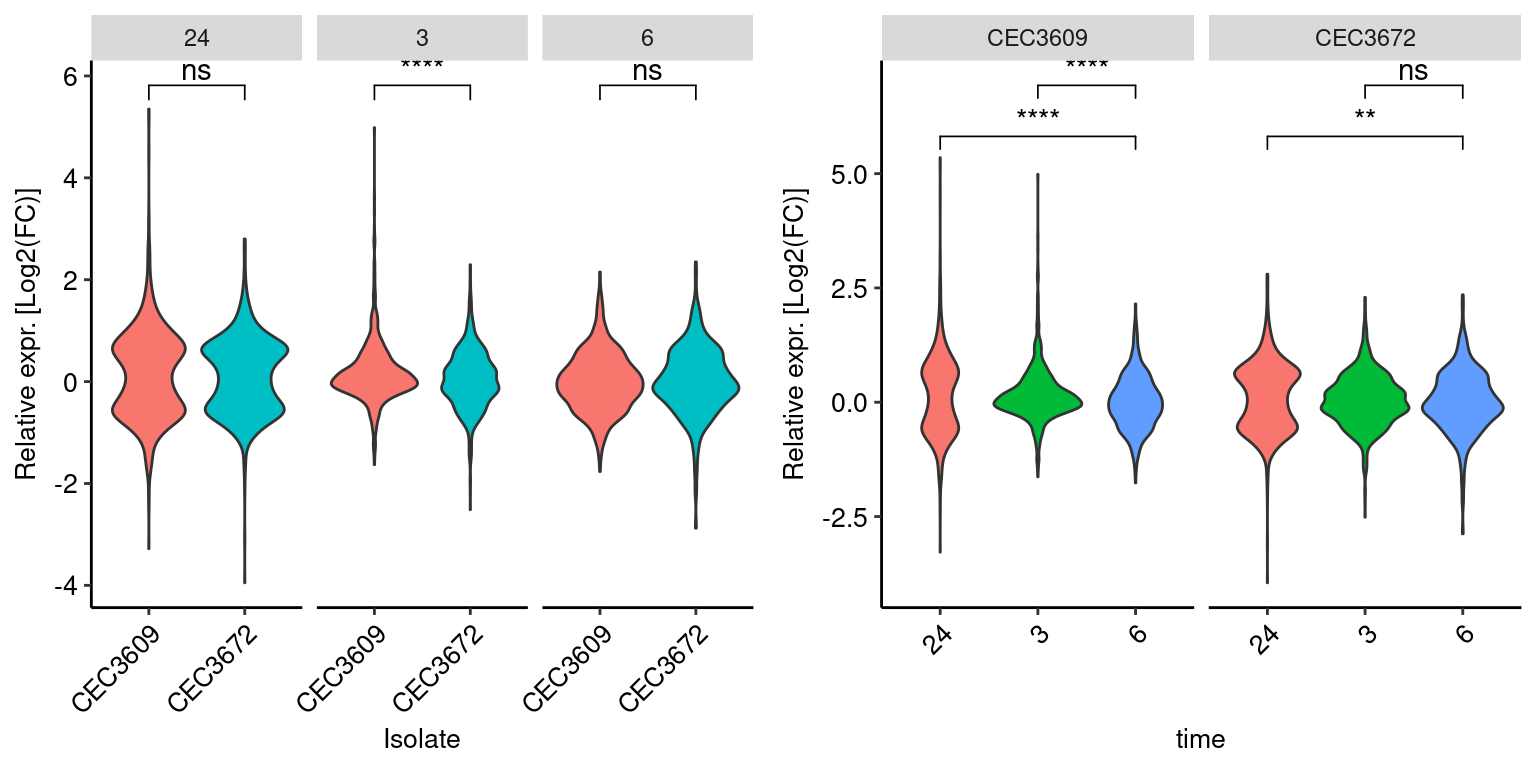 24 3 6
ns **** ns
6
4
2
0
-2
-4
Relative expr. [Log2(FC)]
CEC3609 CEC3672 CEC3609 CEC3672 CEC3609 CEC3672
Isolate
CEC3609 CEC3672
**** ns
**** **
5.0
2.5
0.0
-2.5
Relative expr. [Log2(FC)]
24 3 6 24 3 6
time